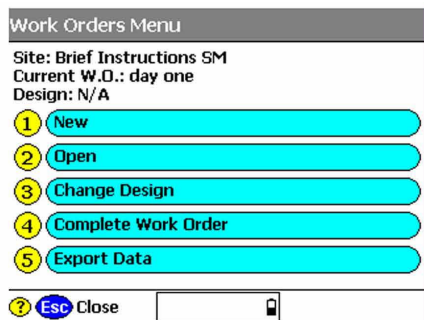 Work Orders Menu
Site: Brief Instructions SM
Current W.O.: day one
Design: N/A
1 New
2 Open
3 Change Design
4 Complete Work Order
5 Export Data
? Esc Close